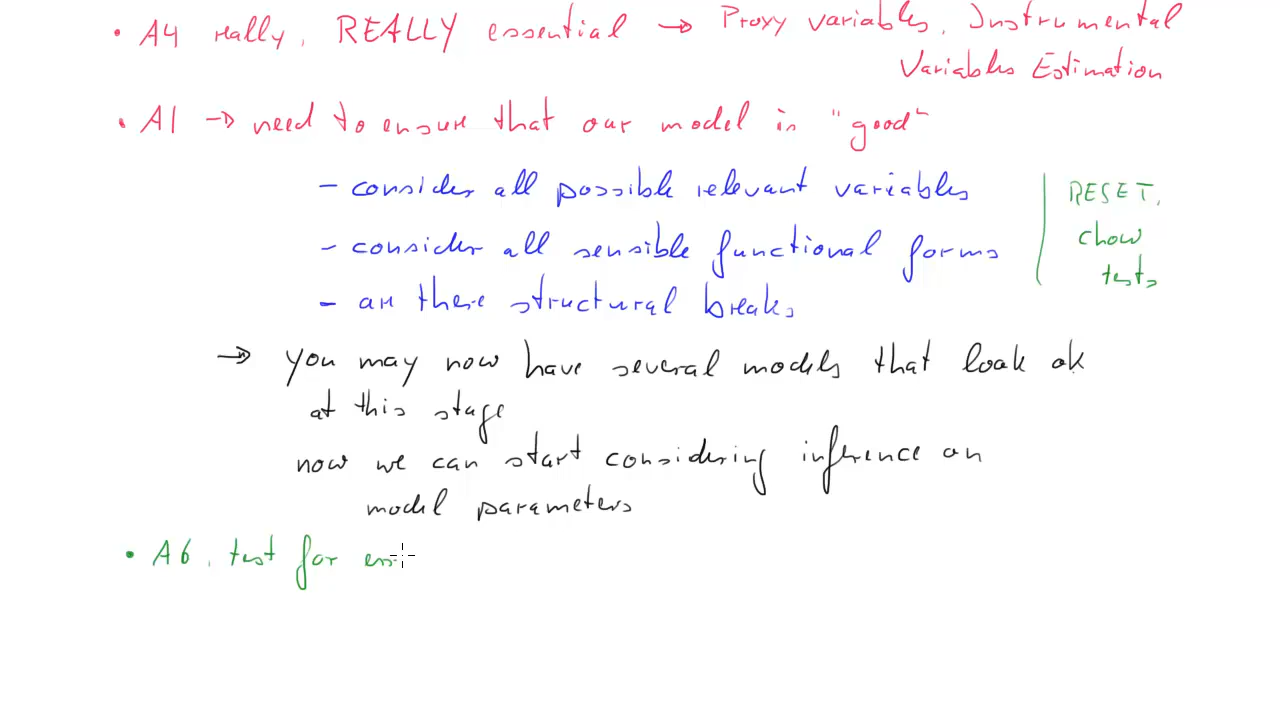 • A4 really, REALLY essential → Proxy variables, Instrumental
Variables Estimation
• A1 → need to ensure that our model is "good"
- consider all possible relevant variables
- consider all sensible functional forms
- are there structural breaks
RESET,
chow
tests
→ you may now have several models that look ok
at this stage
now we can start considering inference on
model parameters
• A6, test for